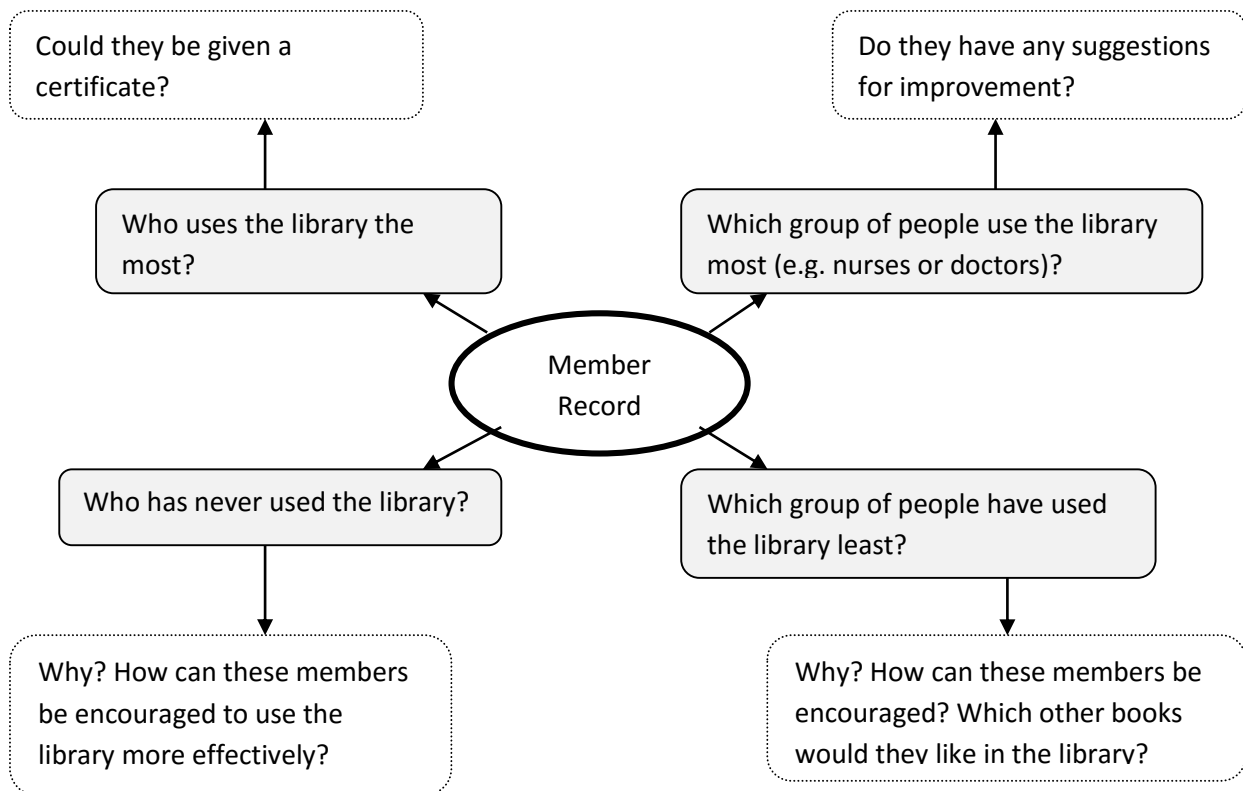 Could they be given a
certificate?
Do they have any suggestions
for improvement?
Who uses the library the
most?
Which group of people use the library
most (e.g. nurses or doctors)?
Member
Record
Who has never used the library?
Which group of people have used
the library least?
Why? How can these members
be encouraged to use the
library more effectively?
Why? How can these members be
encouraged? Which other books
would they like in the library?